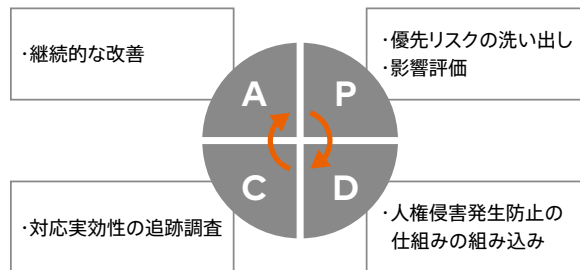 ・継続的な改善
・優先リスクの洗い出し
・影響評価
A
P
C
D
・対応実効性の追跡調査
・人権侵害発生防止の
仕組みの組み込み